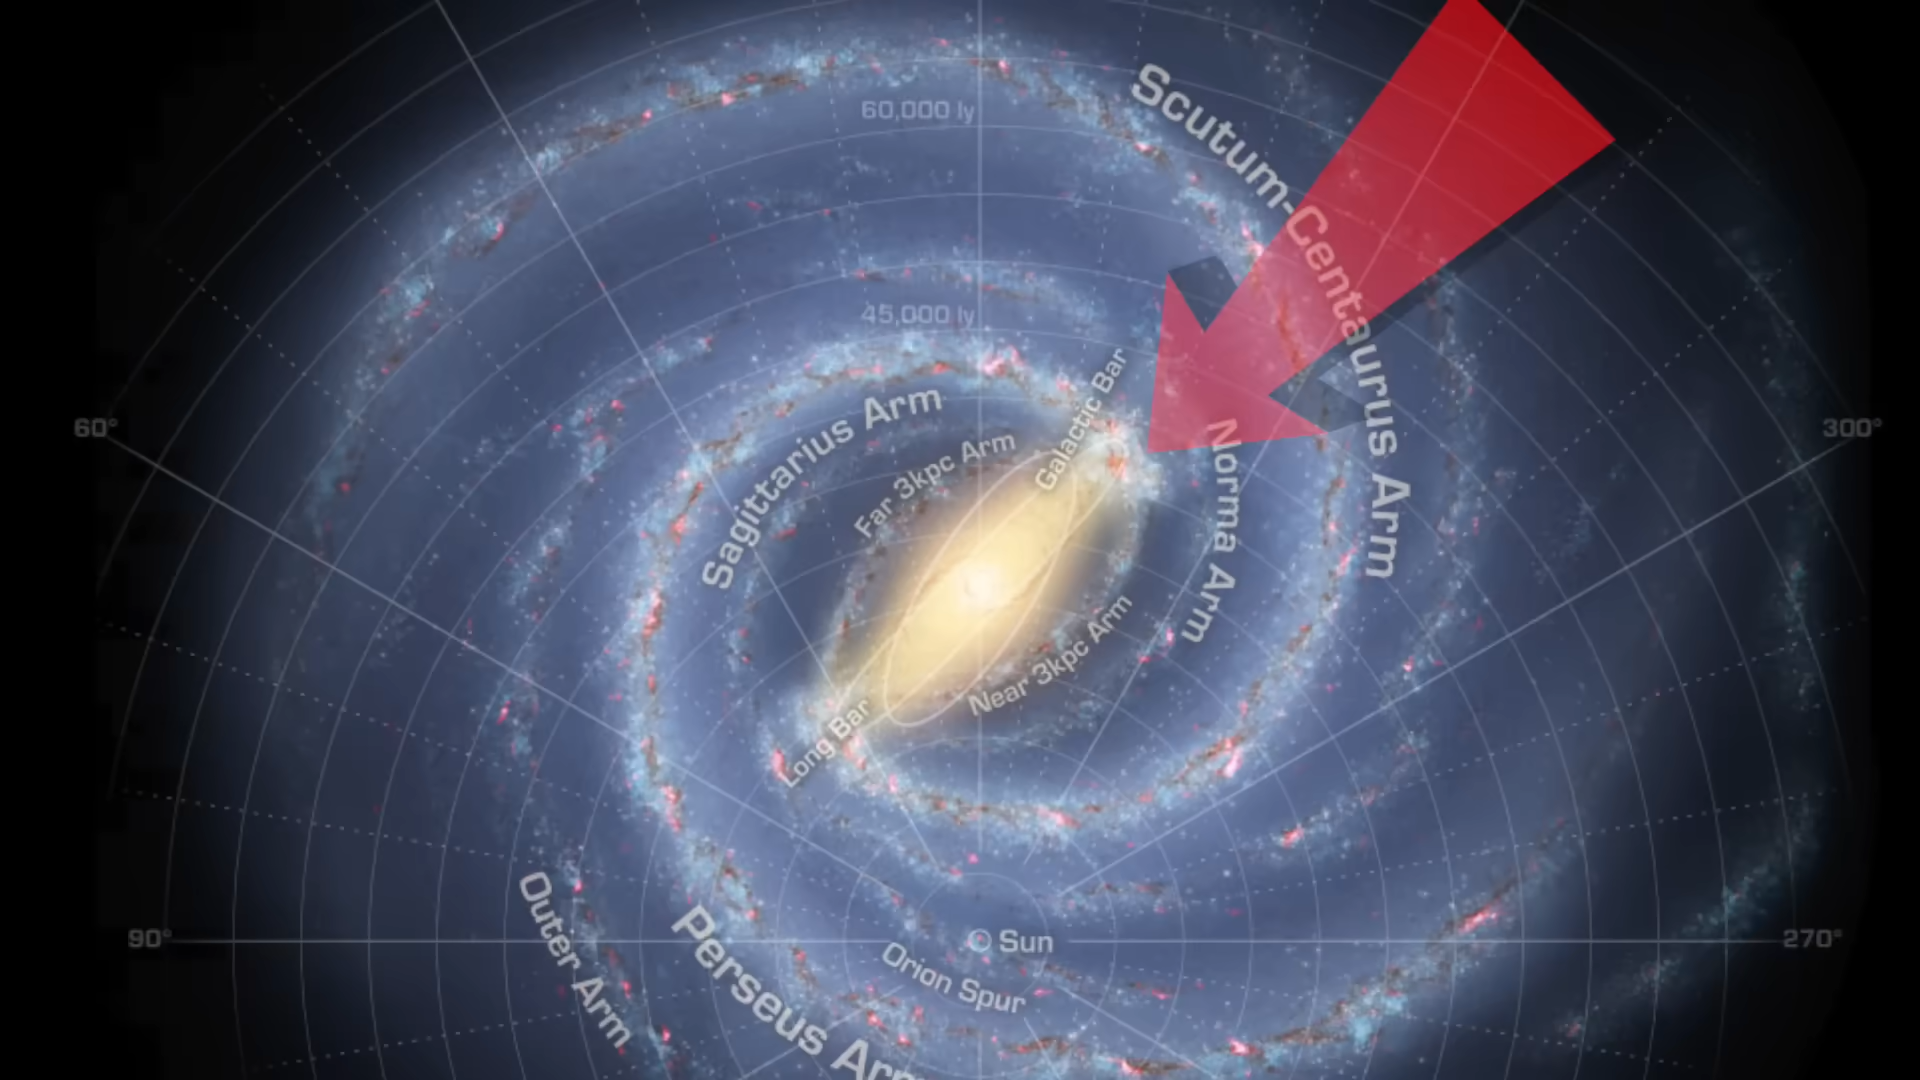 Scutum-Centaurus Arm
60,000 ly
45,000 ly
Galactic Bar
Sagittarius Arm
Far 3kpc Arm
Norma Arm
60°
300°
Near 3kpc Arm
Long Bar
Outer Arm
Perseus Arm
90°
Sun
270°
Orion Spur